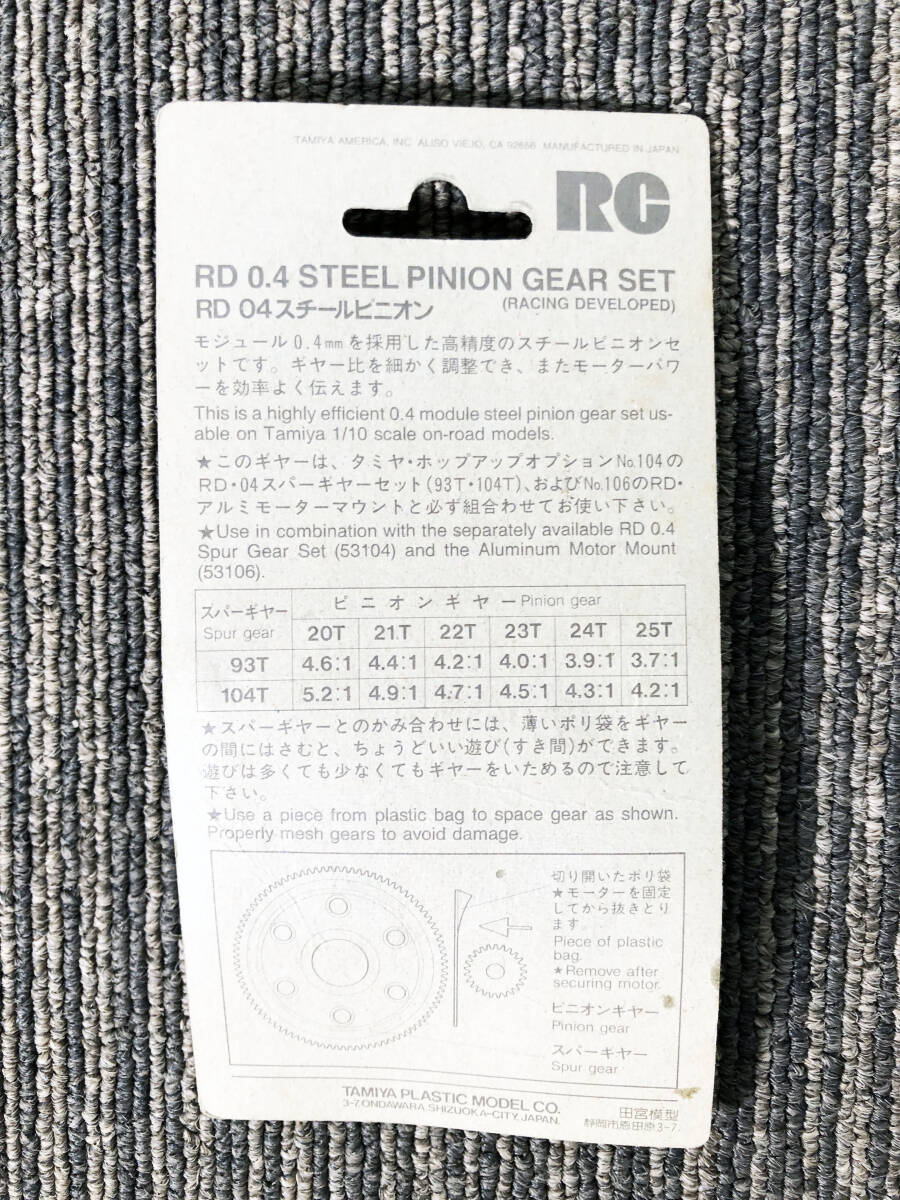 TAMIYA AMERICA, INC. ALISO VIEJO, CA 92656 MANUFACTURED IN JAPAN
RC
RD 0.4 STEEL PINION GEAR SET
RD 04スチールピニオン
(RACING DEVELOPED)
モジュール0.4mmを採用した高精度のスチールピニオンセ
ットです。ギヤー比を細かく調整でき、またモーターパワ
ーを効率よく伝えます。
This is a highly efficient 0.4 module steel pinion gear set us-
able on Tamiya 1/10 scale on-road models.
★このギヤーは、タミヤ・ホップアップオプションNo.104の
RD・04スパーギヤーセット(93T・104T)、およびNo.106のRD・
アルミモーターマウントと必ず組合わせてお使い下さい。
★Use in combination with the separately available RD 0.4
Spur Gear Set (53104) and the Aluminum Motor Mount
(53106).
スパーギヤー
Spur gear
ピニオンギヤーPinion gear
20T 21T 22T 23T 24T 25T
93T 4.6:1 4.4:1 4.2:1 4.0:1 3.9:1 3.7:1
104T 5.2:1 4.9:1 4.7:1 4.5:1 4.3:1 4.2:1
★スパーギヤーとのかみ合わせには、薄いポリ袋をギヤー
の間にはさむと、ちょうどいい遊び(すき間)ができます。
遊びは多くても少なくてもギヤーをいためるので注意して
下さい。
★Use a piece from plastic bag to space gear as shown.
Properly mesh gears to avoid damage.
切り開いたポリ袋
★モーターを固定
してから抜きとり
ます。
Piece of plastic
bag.
★Remove after
securing motor.
ピニオンギヤー
Pinion gear
スパーギヤー
Spur gear
TAMIYA PLASTIC MODEL CO.
3-7, ONDAWARA, SHIZUOKA-CITY, JAPAN.
田宮模型
静岡市恩田原3-7